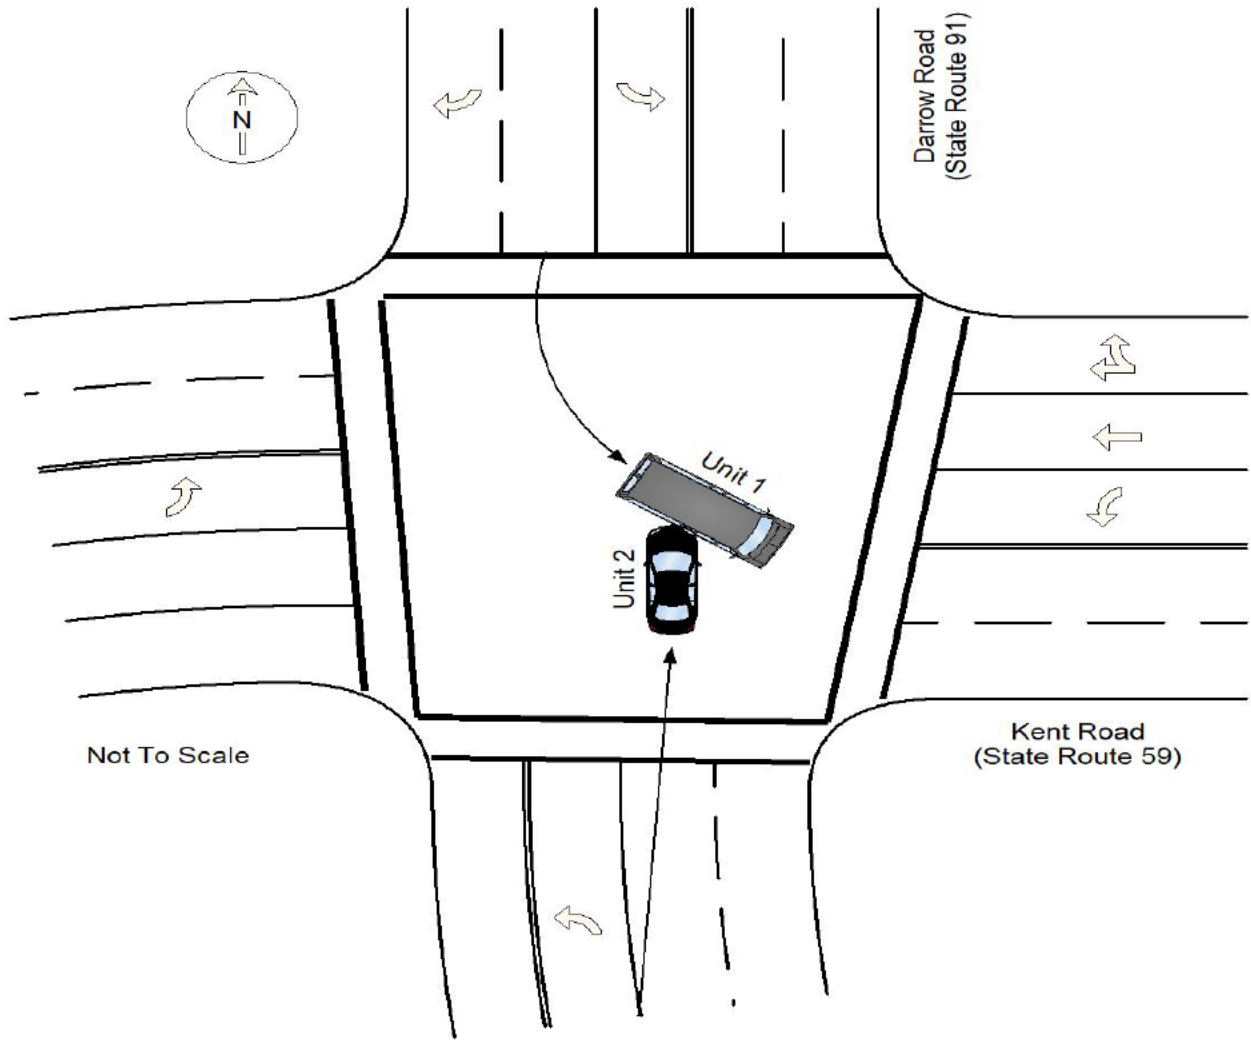 N
Darrow Road
(State Route 91)
Unit 1
Unit 2
Not To Scale
Kent Road
(State Route 59)